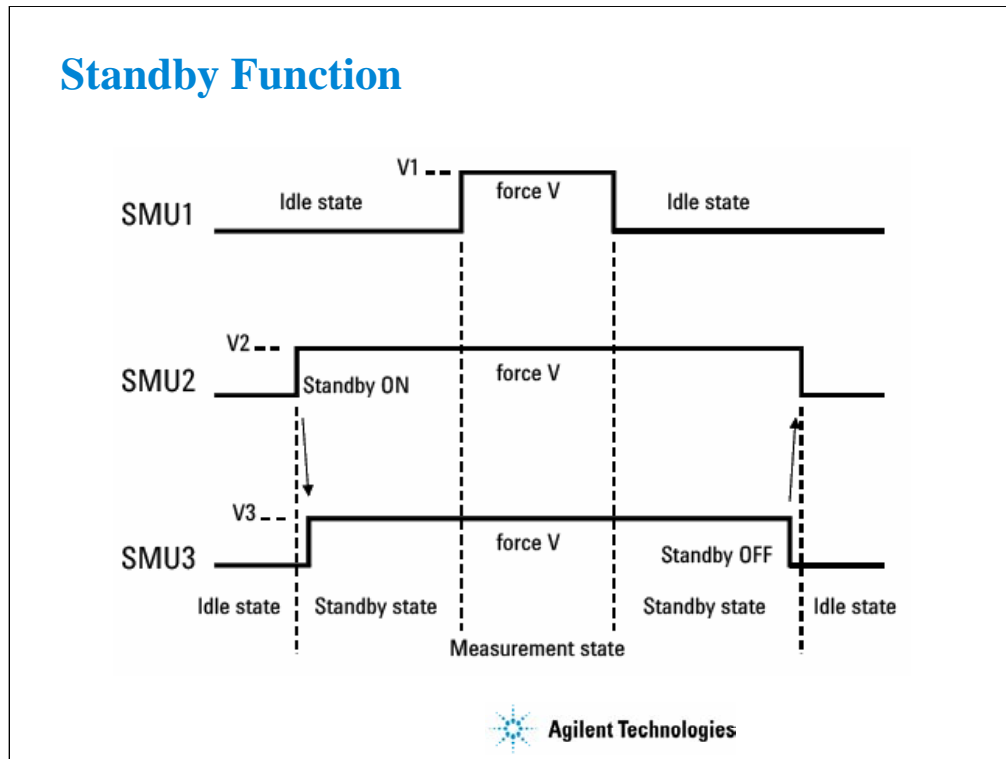 Standby Function
V1
force V
Idle state
Idle state
SMU1
V2
force V
SMU2
Standby ON
V3
force V
SMU3
Standby OFF
Idle state
Standby state
Standby state
Idle state
Measurement state
Agilent Technologies